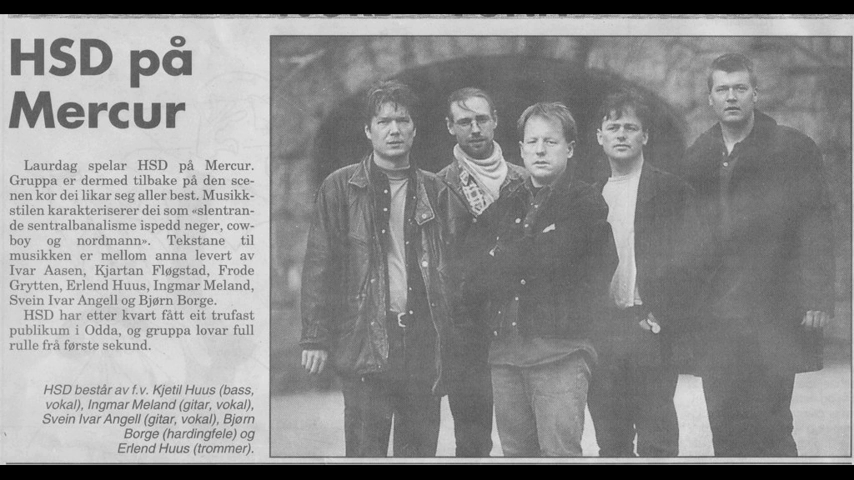 HSD på
Mercur
Laurdag spelar HSD på Mercur.
Gruppa er dermed tilbake på den sce-
nen kor dei likar seg aller best. Musikk-
stilen karakteriserer dei som «slentran-
de sentralbanalisme ispedd neger, cow-
boy og nordmann». Tekstane til
musikken er mellom anna levert av
Ivar Aasen, Kjartan Fløgstad, Frode
Grytten, Erlend Huus, Ingmar Meland,
Svein Ivar Angell og Bjørn Borge.
HSD har etter kvart fått eit trufast
publikum i Odda, og gruppa lovar full
rulle frå første sekund.
HSD består av f.v. Kjetil Huus (bass,
vokal), Ingmar Meland (gitar, vokal),
Svein Ivar Angell (gitar, vokal), Bjørn
Borge (hardingfele) og
Erlend Huus (trommer).